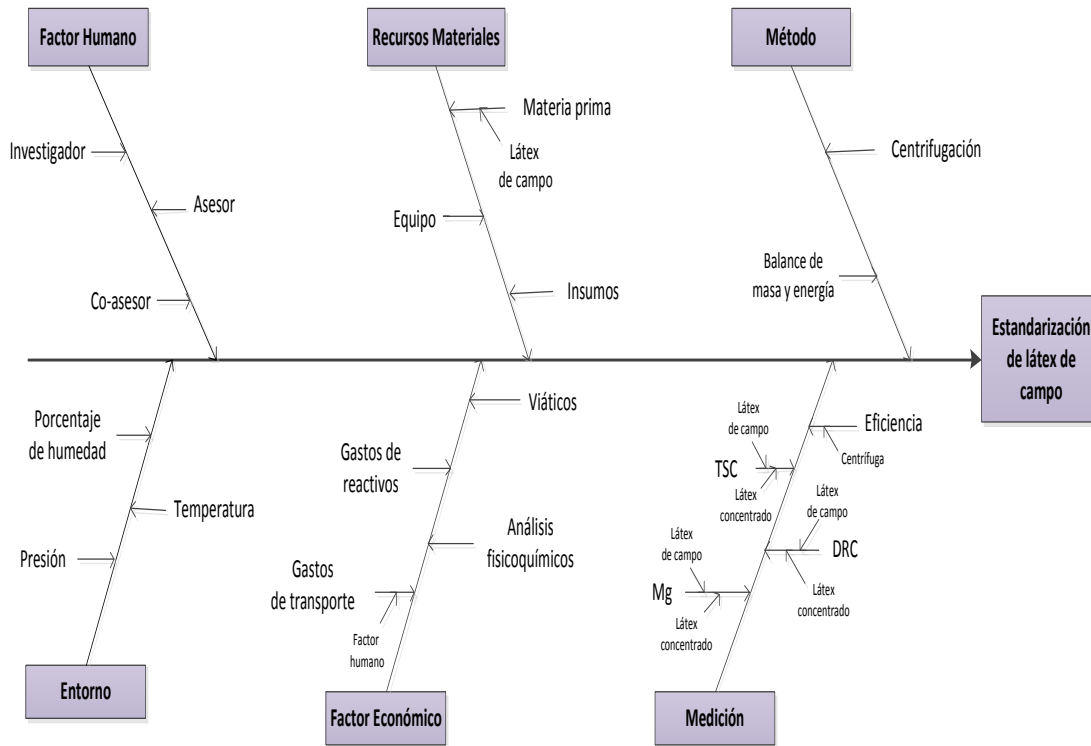 Factor Humano
Recursos Materiales
Método
Investigador
Asesor
Co-asesor
Materia prima
Látex
de campo
Equipo
Insumos
Centrifugación
Balance de
masa y energía
Estandarización
de látex de
campo
Porcentaje
de humedad
Temperatura
Presión
Viáticos
Gastos de
reactivos
Análisis
fisicoquímicos
Gastos
de transporte
Factor
humano
Látex
de campo
Eficiencia
Centrífuga
TSC
Látex
concentrado
Látex
de campo
DRC
Látex
concentrado
Látex
de campo
Mg
Látex
concentrado
Entorno
Factor Económico
Medición